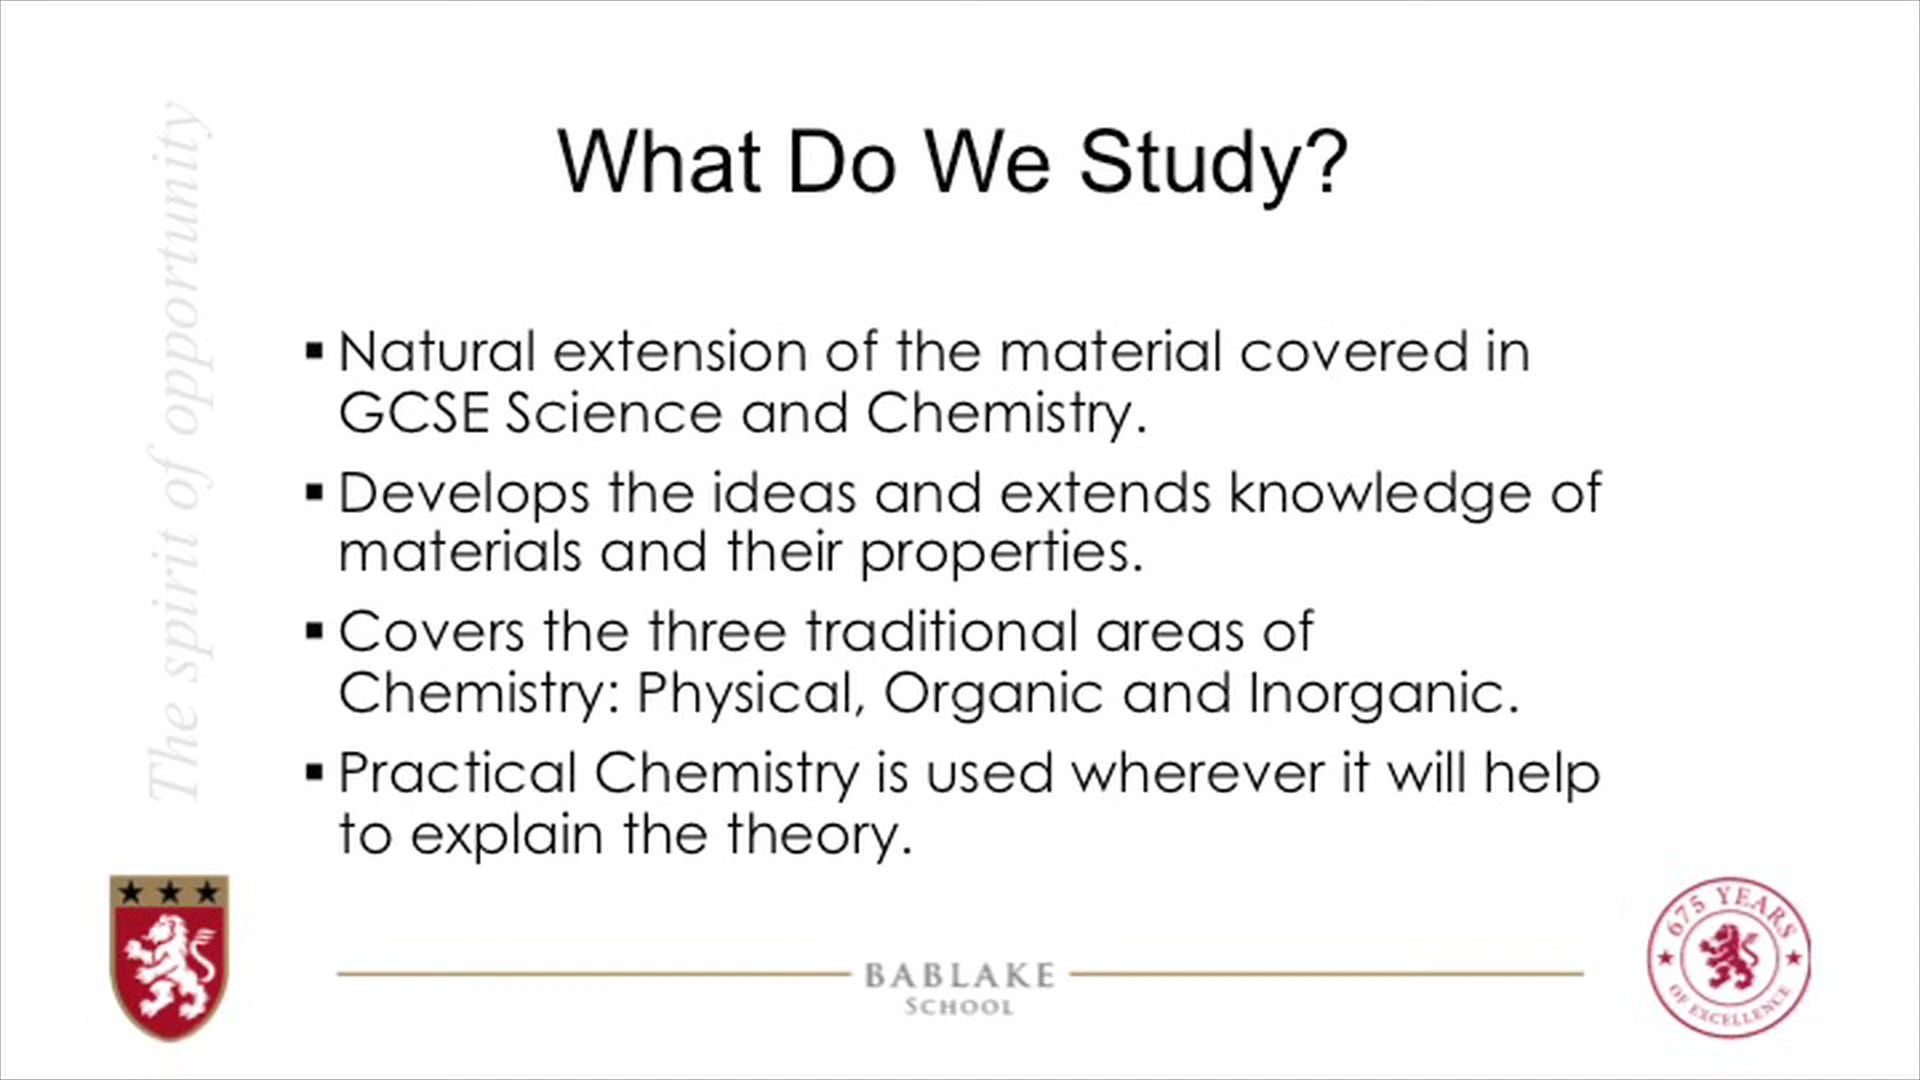 What Do We Study?
▪ Natural extension of the material covered in
GCSE Science and Chemistry.
▪ Develops the ideas and extends knowledge of
materials and their properties.
▪ Covers the three traditional areas of
Chemistry: Physical, Organic and Inorganic.
▪ Practical Chemistry is used wherever it will help
to explain the theory.
The spirit of opportunity
BABLAKE
SCHOOL
675 YEARS
OF EXCELLENCE